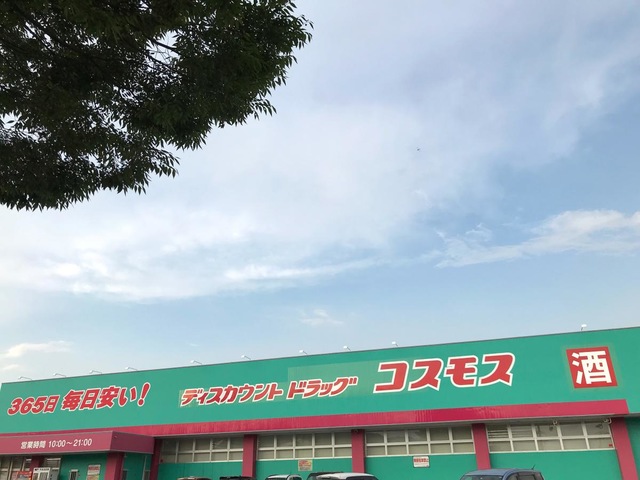 365日 毎日安い!
ディスカウント ドラッグ コスモス
酒
営業時間 10:00~21:00